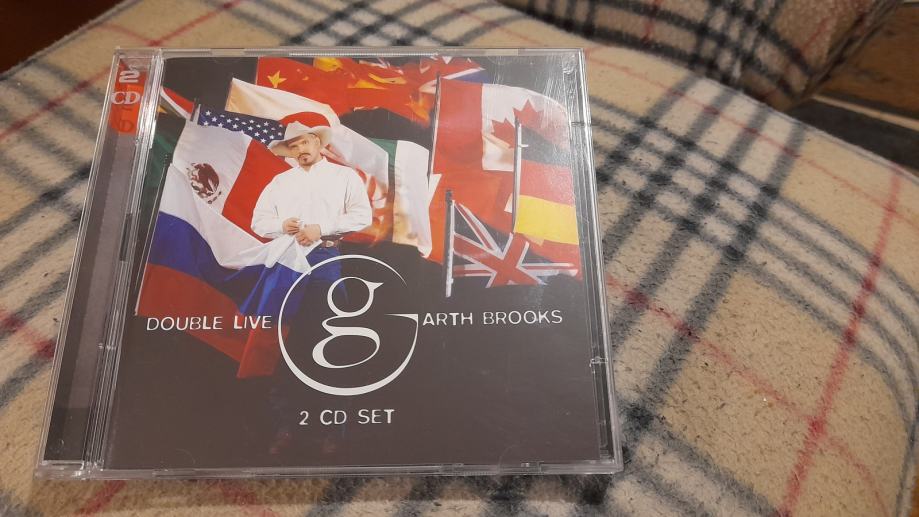 2
CD
DOUBLE LIVE g ARTH BROOKS
2 CD SET